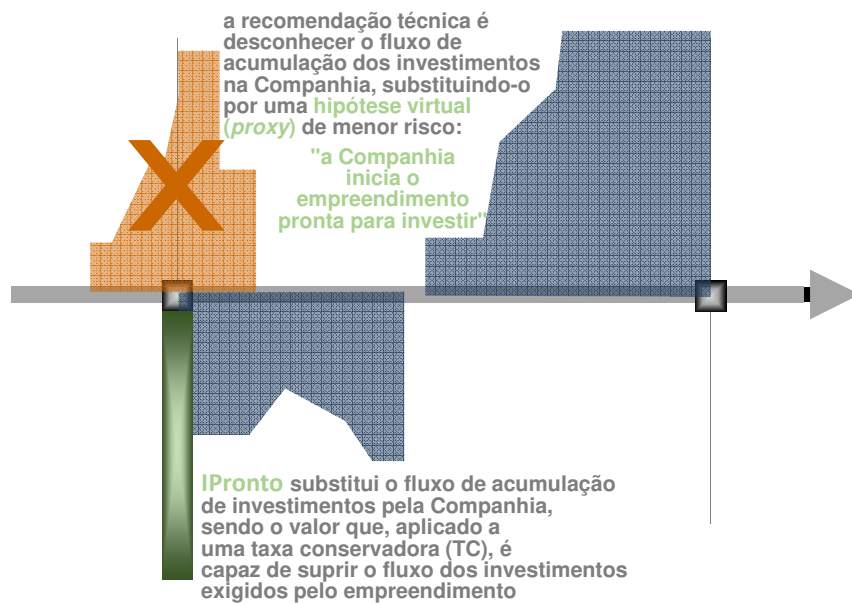 a recomendação técnica é
desconhecer o fluxo de
acumulação dos investimentos
na Companhia, substituindo-o
por uma hipótese virtual
(proxy) de menor risco:
"a Companhia
inicia o
empreendimento
pronta para investir"
X
IPronto substitui o fluxo de acumulação
de investimentos pela Companhia,
sendo o valor que, aplicado a
uma taxa conservadora (TC), é
capaz de suprir o fluxo dos investimentos
exigidos pelo empreendimento